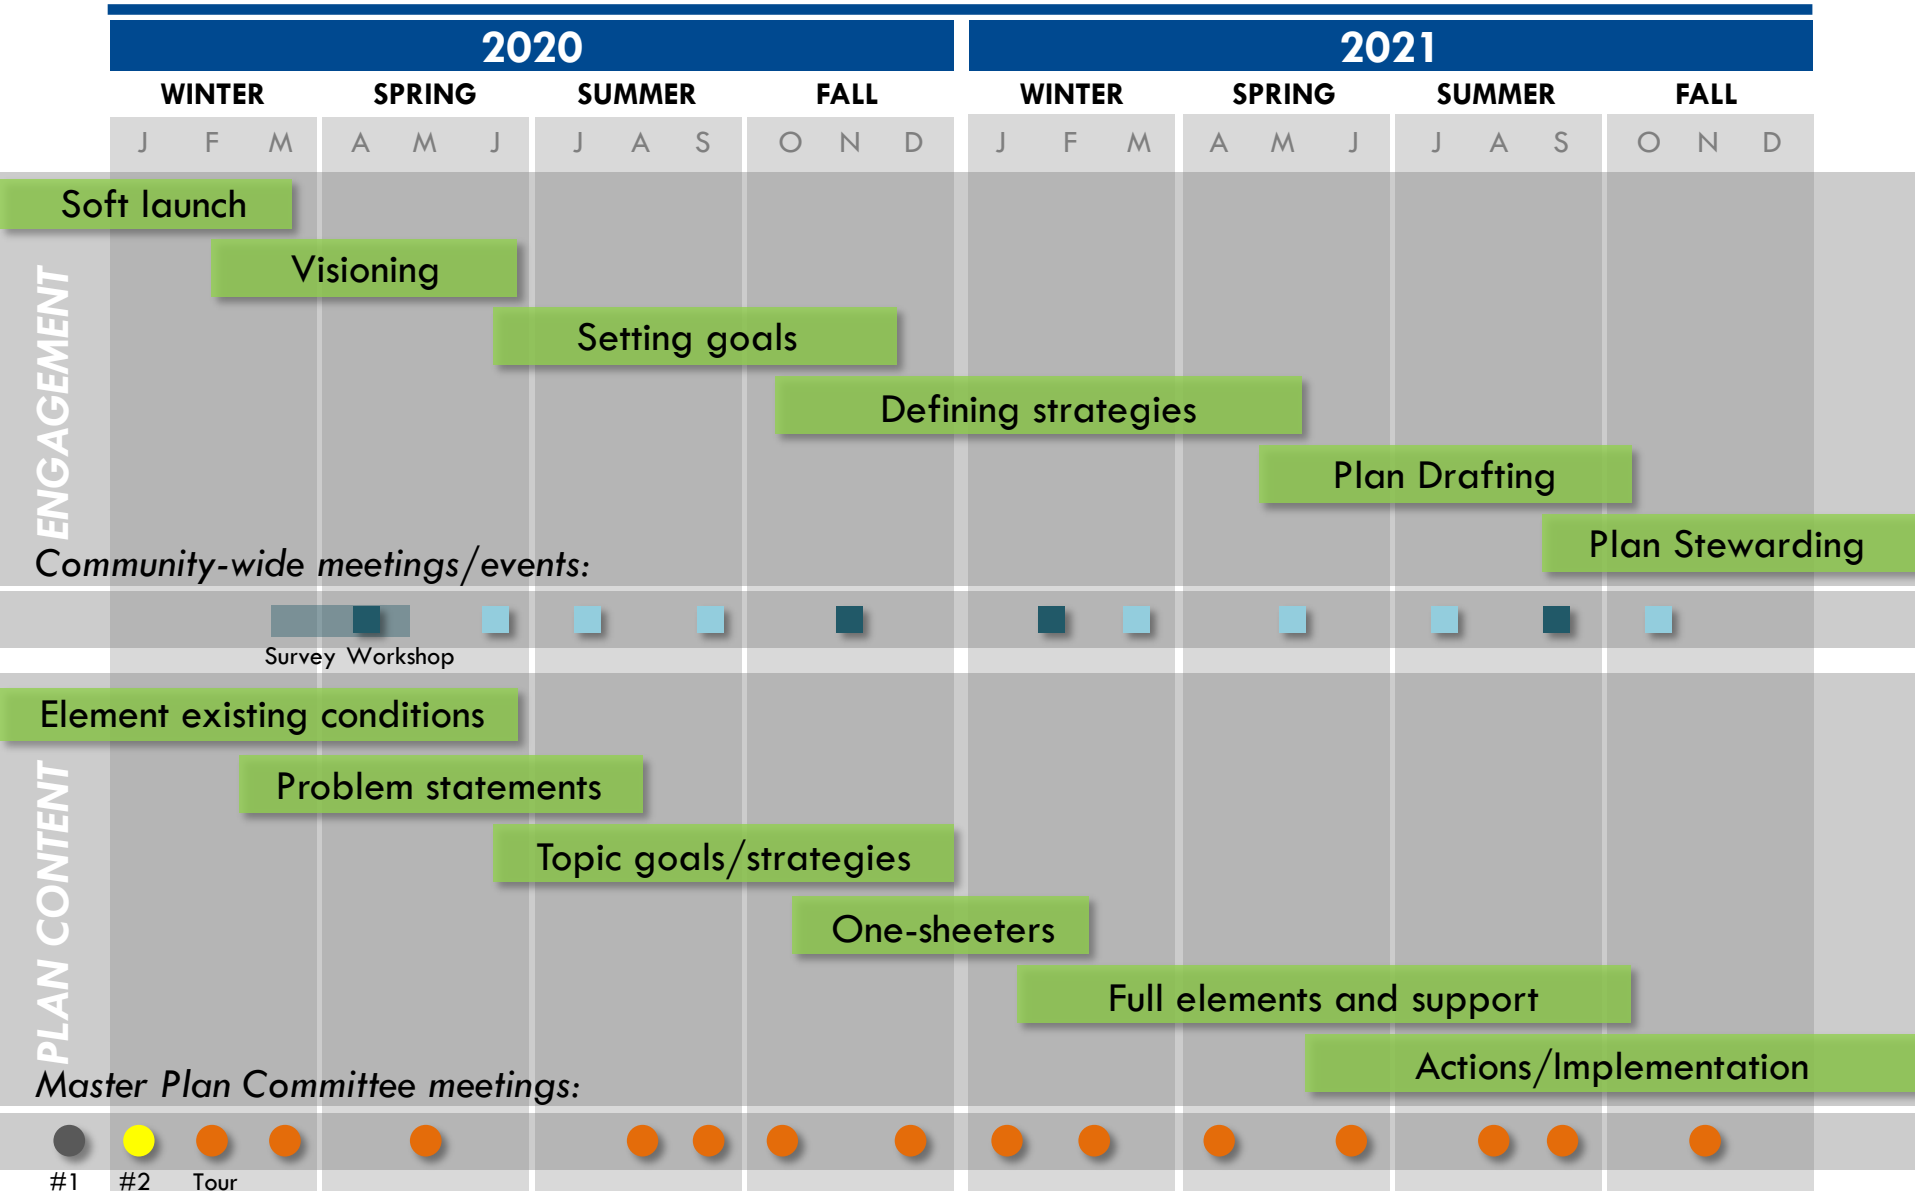 2020 2021
WINTER SPRING SUMMER FALL WINTER SPRING SUMMER FALL
J F M A M J J A S O N D J F M A M J J A S O N D
ENGAGEMENT
Soft launch
Visioning
Setting goals
Defining strategies
Plan Drafting
Plan Stewarding
Community-wide meetings/events:
Survey Workshop
PLAN CONTENT
Element existing conditions
Problem statements
Topic goals/strategies
One-sheeters
Full elements and support
Actions/Implementation
Master Plan Committee meetings:
#1 #2 Tour